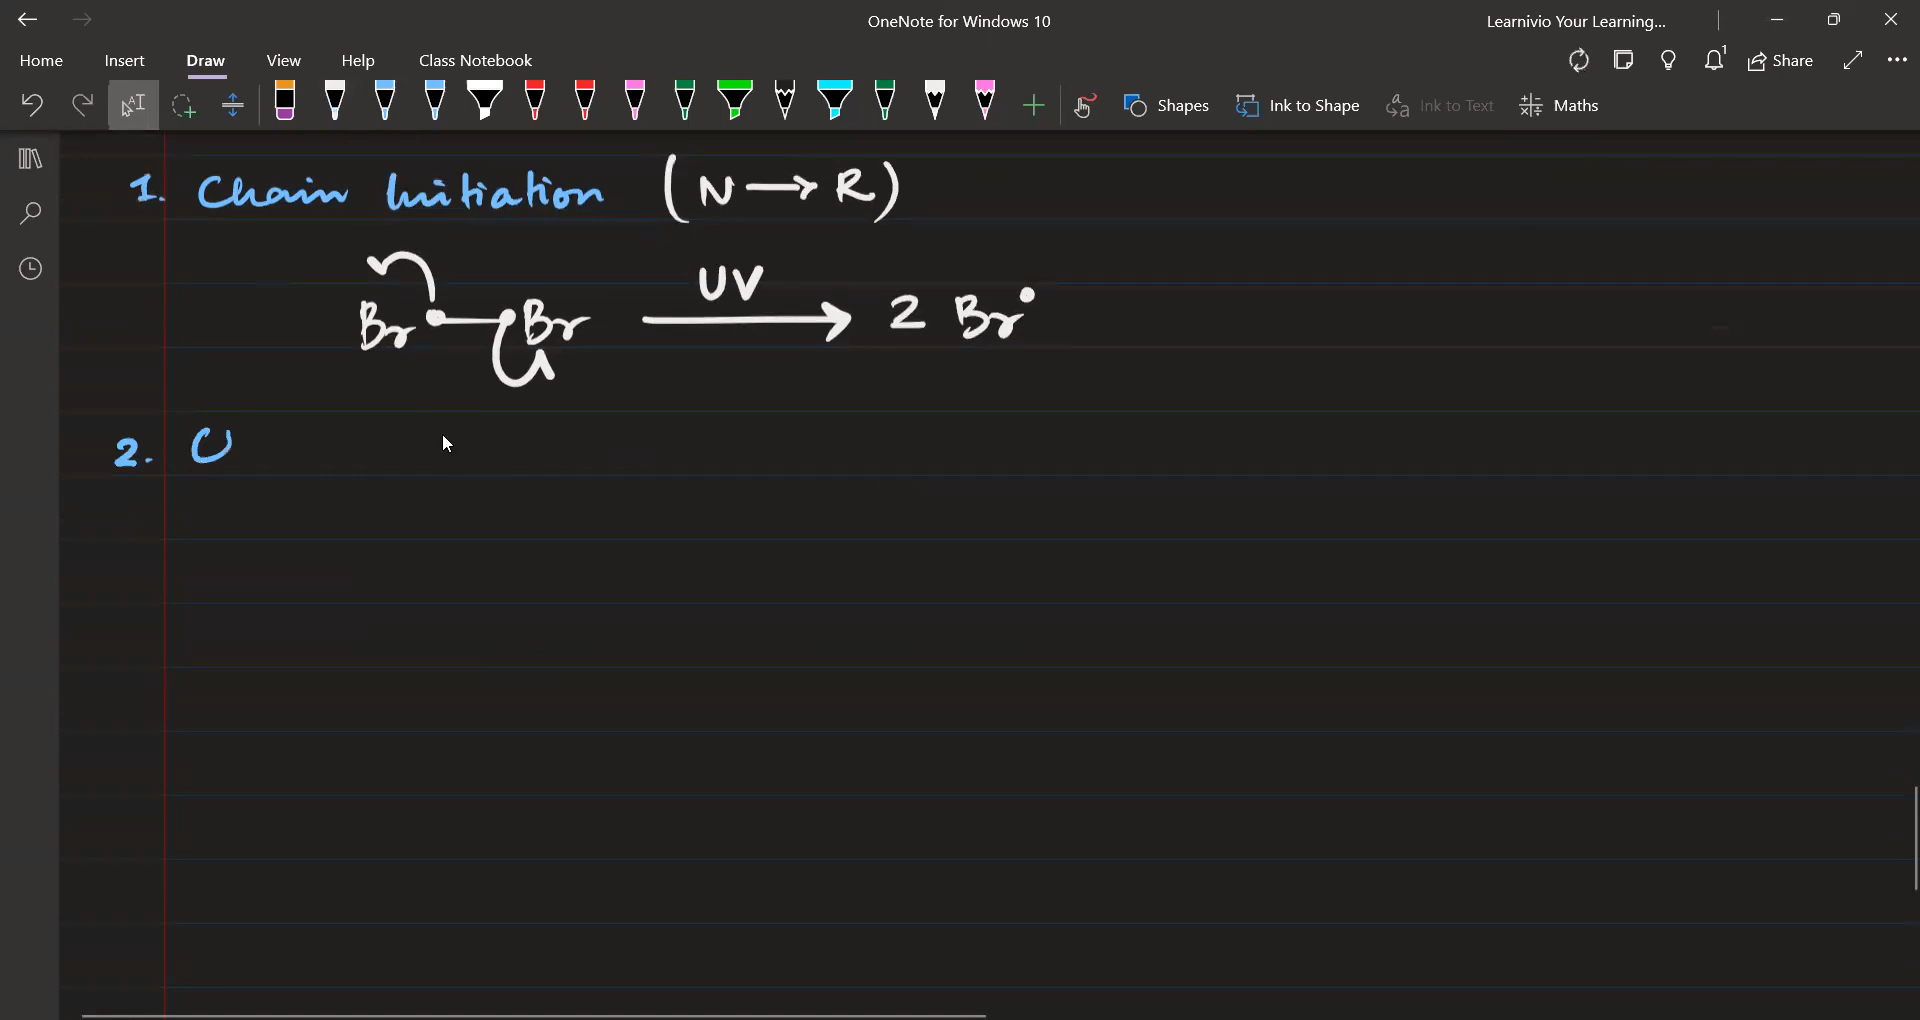 OneNote for Windows 10
Learnivio Your Learning...
Home Insert Draw View Help Class Notebook
1
Share
Shapes Ink to Shape Ink to Text Maths
1. Chain Initiation (N → R)
UV
Br — Br → 2 Br•
2. C